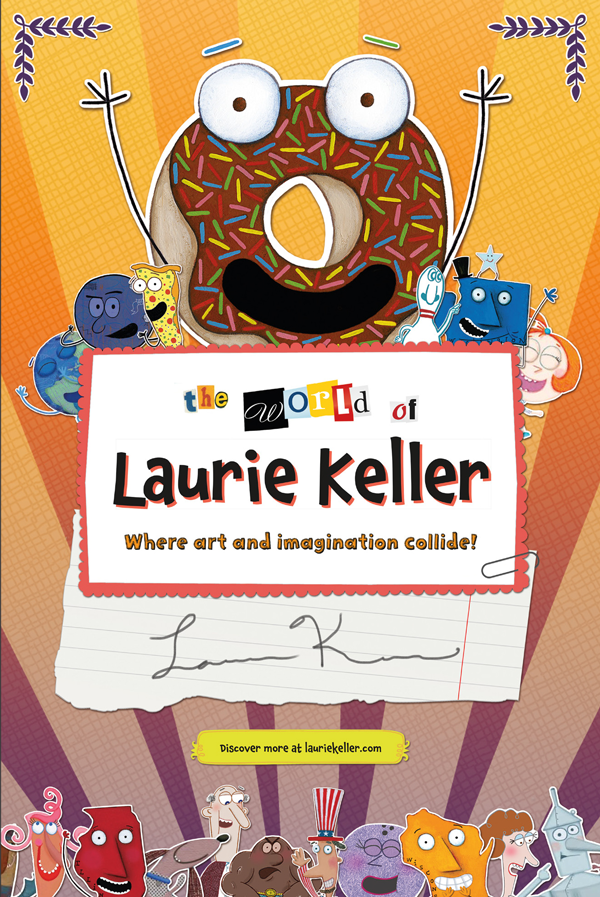 the WORLd of
Laurie Keller
Where art and imagination collide!
Discover more at lauriekeller.com